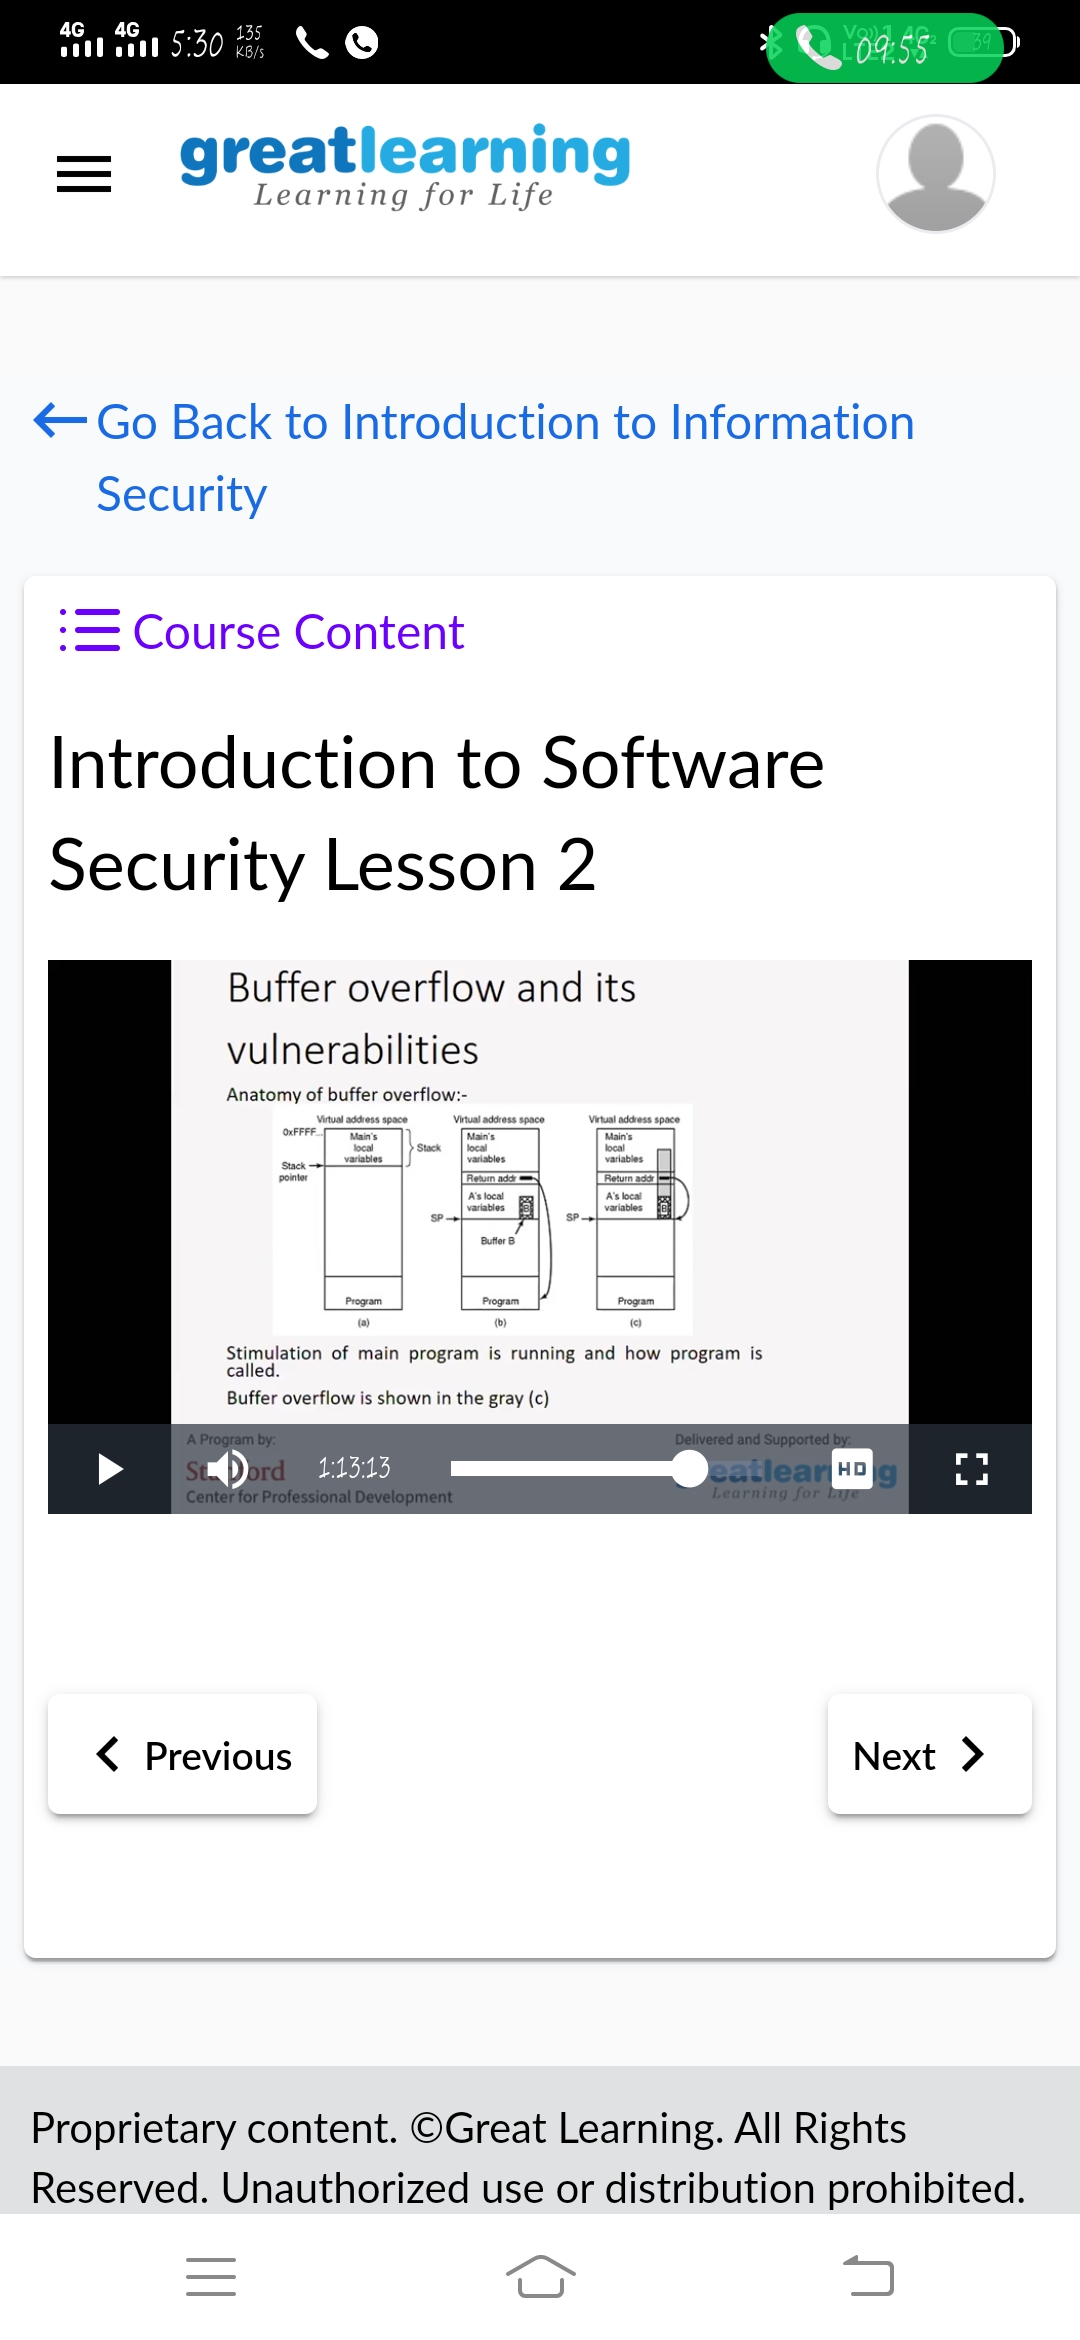 4G 4G 5:30 135 KB/s 09:55 39
greatlearning
Learning for Life
Go Back to Introduction to Information
Security
Course Content
Introduction to Software
Security Lesson 2
Buffer overflow and its
vulnerabilities
Anatomy of buffer overflow:-
Virtual address space Virtual address space Virtual address space
0xFFFF...
Main's local variables
Stack
Stack pointer
Program
(a)
Main's local variables
Return addr
A's local variables
SP
B
Buffer B
Program
(b)
Main's local variables
Return addr
A's local variables
SP
B
Program
(c)
Stimulation of main program is running and how program is
called.
Buffer overflow is shown in the gray (c)
A Program by: Delivered and Supported by:
1:13:13 HD
Center for Professional Development Learning for Life
Previous Next
Proprietary content. ©Great Learning. All Rights
Reserved. Unauthorized use or distribution prohibited.